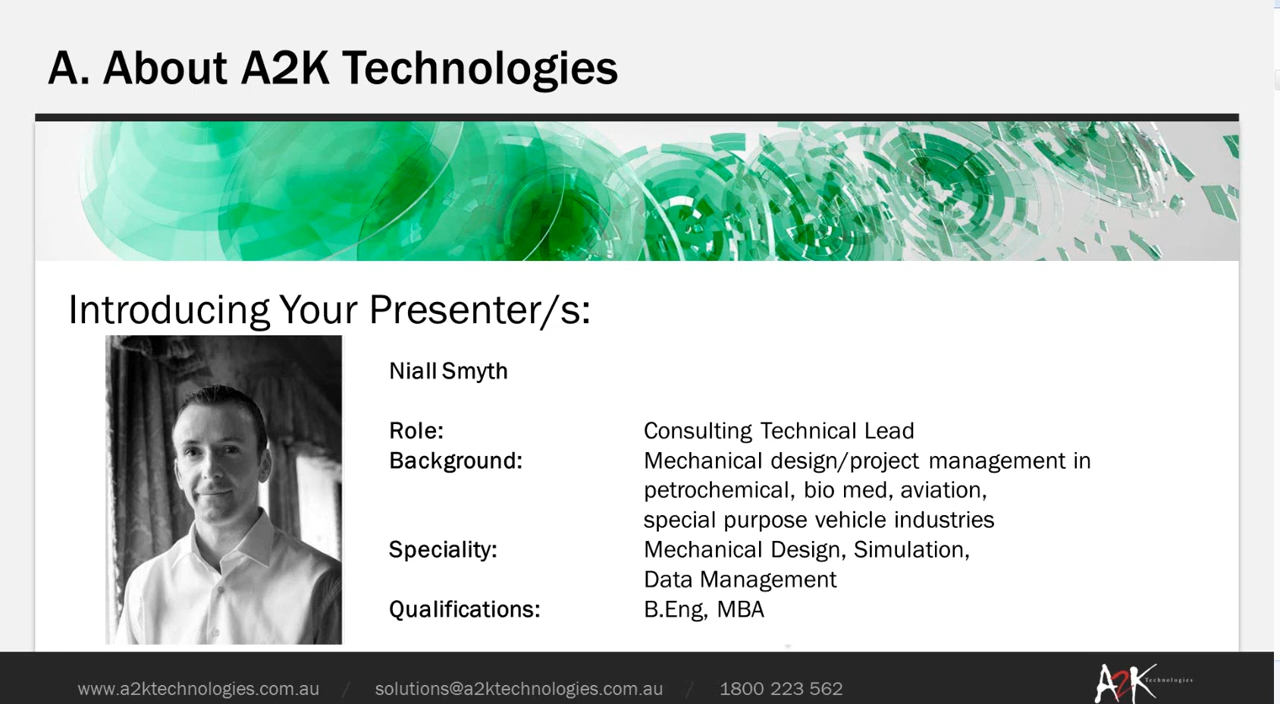 A. About A2K Technologies
Introducing Your Presenter/s:
Niall Smyth
Role: Consulting Technical Lead
Background: Mechanical design/project management in
petrochemical, bio med, aviation,
special purpose vehicle industries
Speciality: Mechanical Design, Simulation,
Data Management
Qualifications: B.Eng, MBA
www.a2ktechnologies.com.au / solutions@a2ktechnologies.com.au / 1800 223 562
A2K Technologies